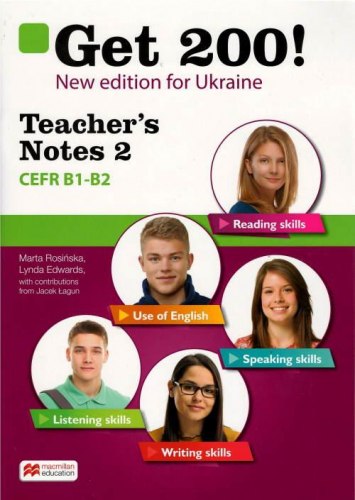 Get 200!
New edition for Ukraine
Teacher's
Notes 2
CEFR B1-B2
Marta Rosińska,
Lynda Edwards,
with contributions
from Jacek Łagun
Reading skills
Use of English
Speaking skills
Listening skills
Writing skills
macmillan
education